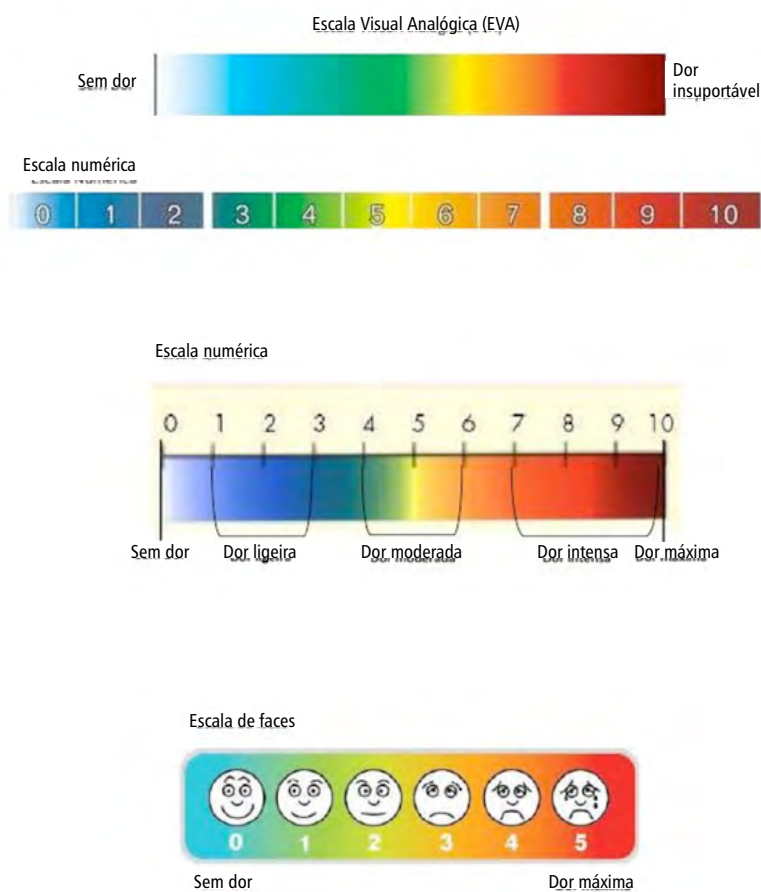 Escala Visual Analógica (EVA)
Sem dor
Dor
insuportável
Escala numérica
Escala Numérica
0 1 2 3 4 5 6 7 8 9 10
Escala numérica
0 1 2 3 4 5 6 7 8 9 10
Sem dor Dor ligeira Dor moderada Dor intensa Dor máxima
Escala de faces
0 1 2 3 4 5
Sem dor Dor máxima